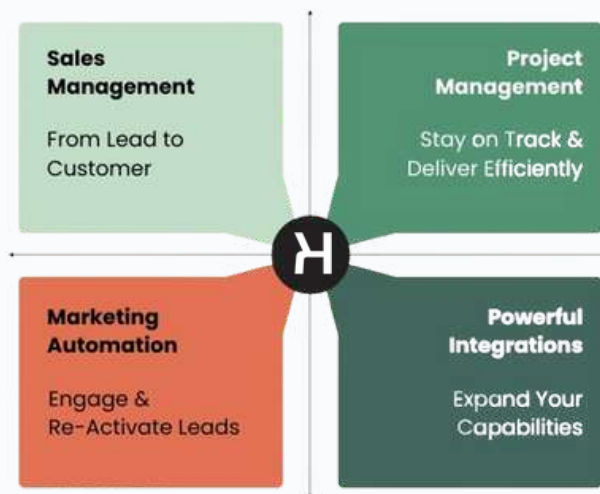 Sales
Management
From Lead to
Customer
Project
Management
Stay on Track &
Deliver Efficiently
Marketing
Automation
Engage &
Re-Activate Leads
Powerful
Integrations
Expand Your
Capabilities